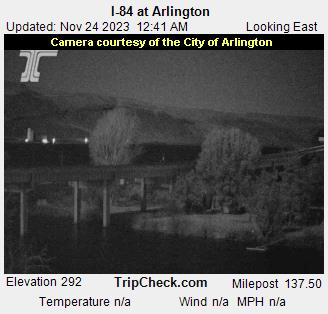 I-84 at Arlington
Updated: Nov 24 2023 12:41 AM Looking East
Camera courtesy of the City of Arlington
Elevation 292 TripCheck.com Milepost 137.50
Temperature n/a Wind n/a MPH n/a